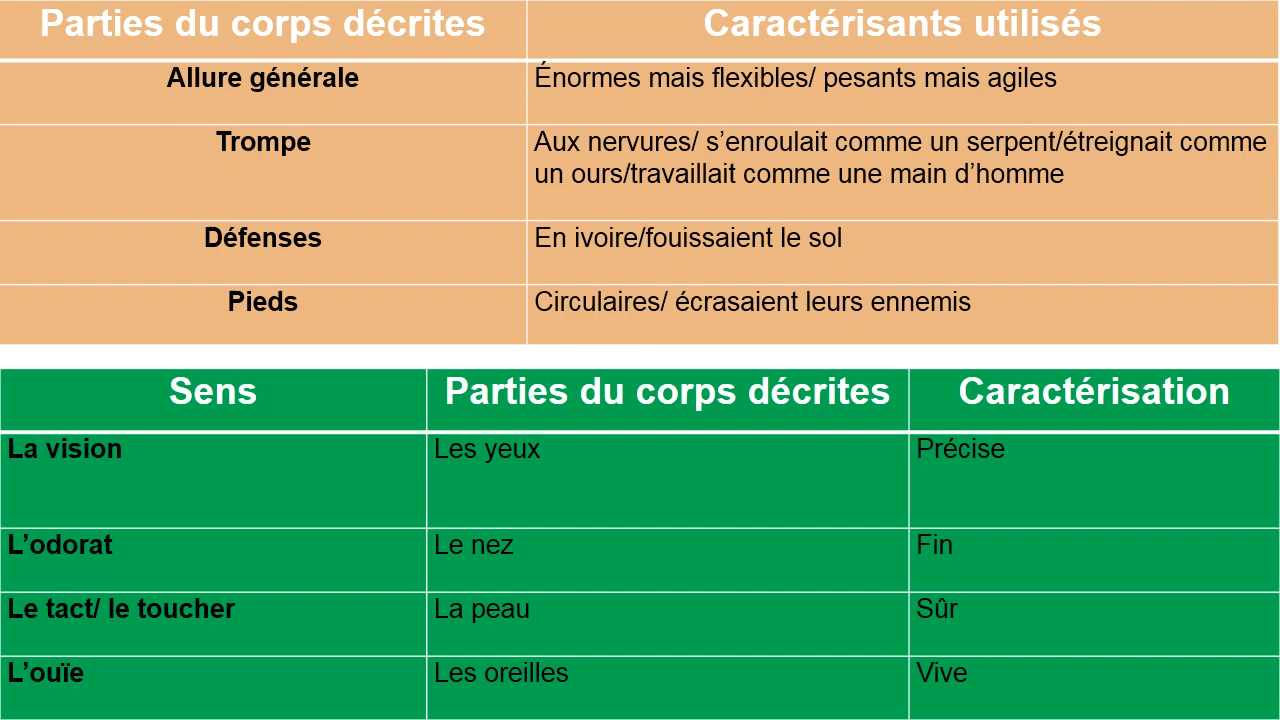 Parties du corps décrites
Caractérisants utilisés
Allure générale
Énormes mais flexibles/ pesants mais agiles
Trompe
Aux nervures/ s’enroulait comme un serpent/étreignait comme
un ours/travaillait comme une main d’homme
Défenses
En ivoire/fouissaient le sol
Pieds
Circulaires/ écrasaient leurs ennemis
Sens
Parties du corps décrites
Caractérisation
La vision
Les yeux
Précise
L’odorat
Le nez
Fin
Le tact/ le toucher
La peau
Sûr
L’ouïe
Les oreilles
Vive